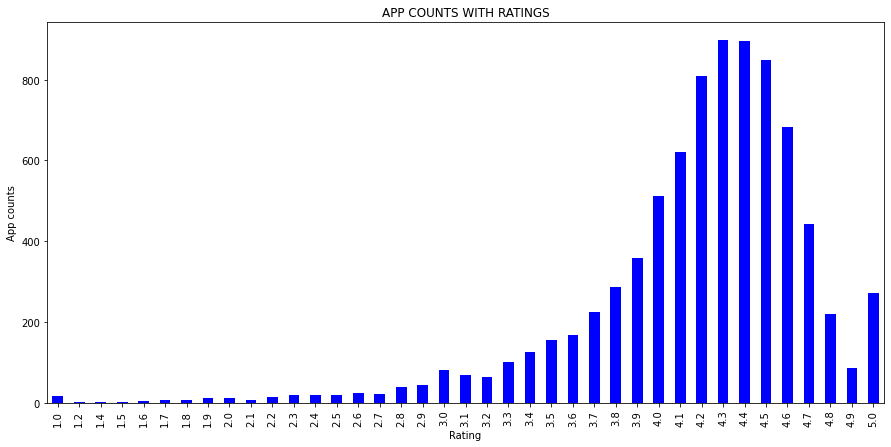 APP COUNTS WITH RATINGS
App counts
800
600
400
200
0
1.0 1.2 1.4 1.5 1.6 1.7 1.8 1.9 2.0 2.1 2.2 2.3 2.4 2.5 2.6 2.7 2.8 2.9 3.0 3.1 3.2 3.3 3.4 3.5 3.6 3.7 3.8 3.9 4.0 4.1 4.2 4.3 4.4 4.5 4.6 4.7 4.8 4.9 5.0
Rating